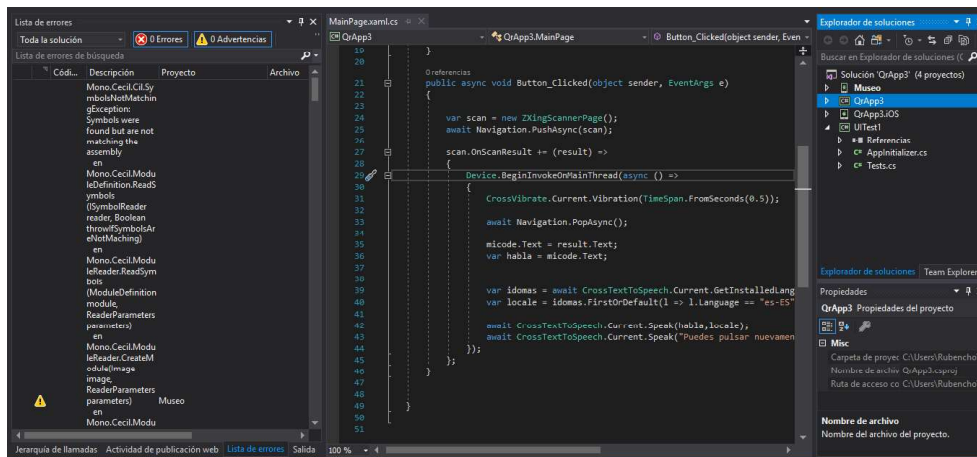 Lista de errores
Toda la solución
0 Errores
0 Advertencias
Lista de errores de búsqueda
Códi...
Descripción
Proyecto
Archivo
Mono.Cecil.Cil.Sy
mbolsNotMatchin
gException:
Symbols were
found but are not
matching the
assembly
en
Mono.Cecil.Modu
leDefinition.ReadS
ymbols
(ISymbolReader
reader, Boolean
throwIfSymbolsAr
eNotMaching)
en
Mono.Cecil.Modu
leReader.ReadSym
bols
(ModuleDefinition
module,
ReaderParameters
parameters)
en
Mono.Cecil.Modu
leReader.CreateM
odule(Image
image,
ReaderParameters
parameters)
Museo
en
Mono.Cecil.Modu
Jerarquía de llamadas
Actividad de publicación web
Lista de errores
Salida
MainPage.xaml.cs
QrApp3
QrApp3.MainPage
Button_Clicked(object sender, Even
19 }
20
0 referencias
21 public async void Button_Clicked(object sender, EventArgs e)
22 {
23
24 var scan = new ZXingScannerPage();
25 await Navigation.PushAsync(scan);
26
27 scan.OnScanResult += (result) =>
28 {
29 Device.BeginInvokeOnMainThread(async () =>
30 {
31 CrossVibrate.Current.Vibration(TimeSpan.FromSeconds(0.5));
32
33 await Navigation.PopAsync();
34
35 micode.Text = result.Text;
36 var habla = micode.Text;
37
38
39 var idomas = await CrossTextToSpeech.Current.GetInstalledLang
40 var locale = idomas.FirstOrDefault(l => l.Language == "es-ES"
41
42 await CrossTextToSpeech.Current.Speak(habla,locale);
43 await CrossTextToSpeech.Current.Speak("Puedes pulsar nuevamen
44 });
45 };
46 }
47
48
49 }
50
51
100 %
Explorador de soluciones
Buscar en Explorador de soluciones (C
Solución 'QrApp3' (4 proyectos)
Museo
QrApp3
QrApp3.iOS
UITest1
Referencias
AppInitializer.cs
Tests.cs
Explorador de soluciones
Team Explorer
Propiedades
QrApp3 Propiedades del proyecto
Misc
Carpeta de proyec C:\Users\Rubencho
Nombre de archiv QrApp3.csproj
Ruta de acceso co C:\Users\Rubencho
Nombre de archivo
Nombre del archivo del proyecto.